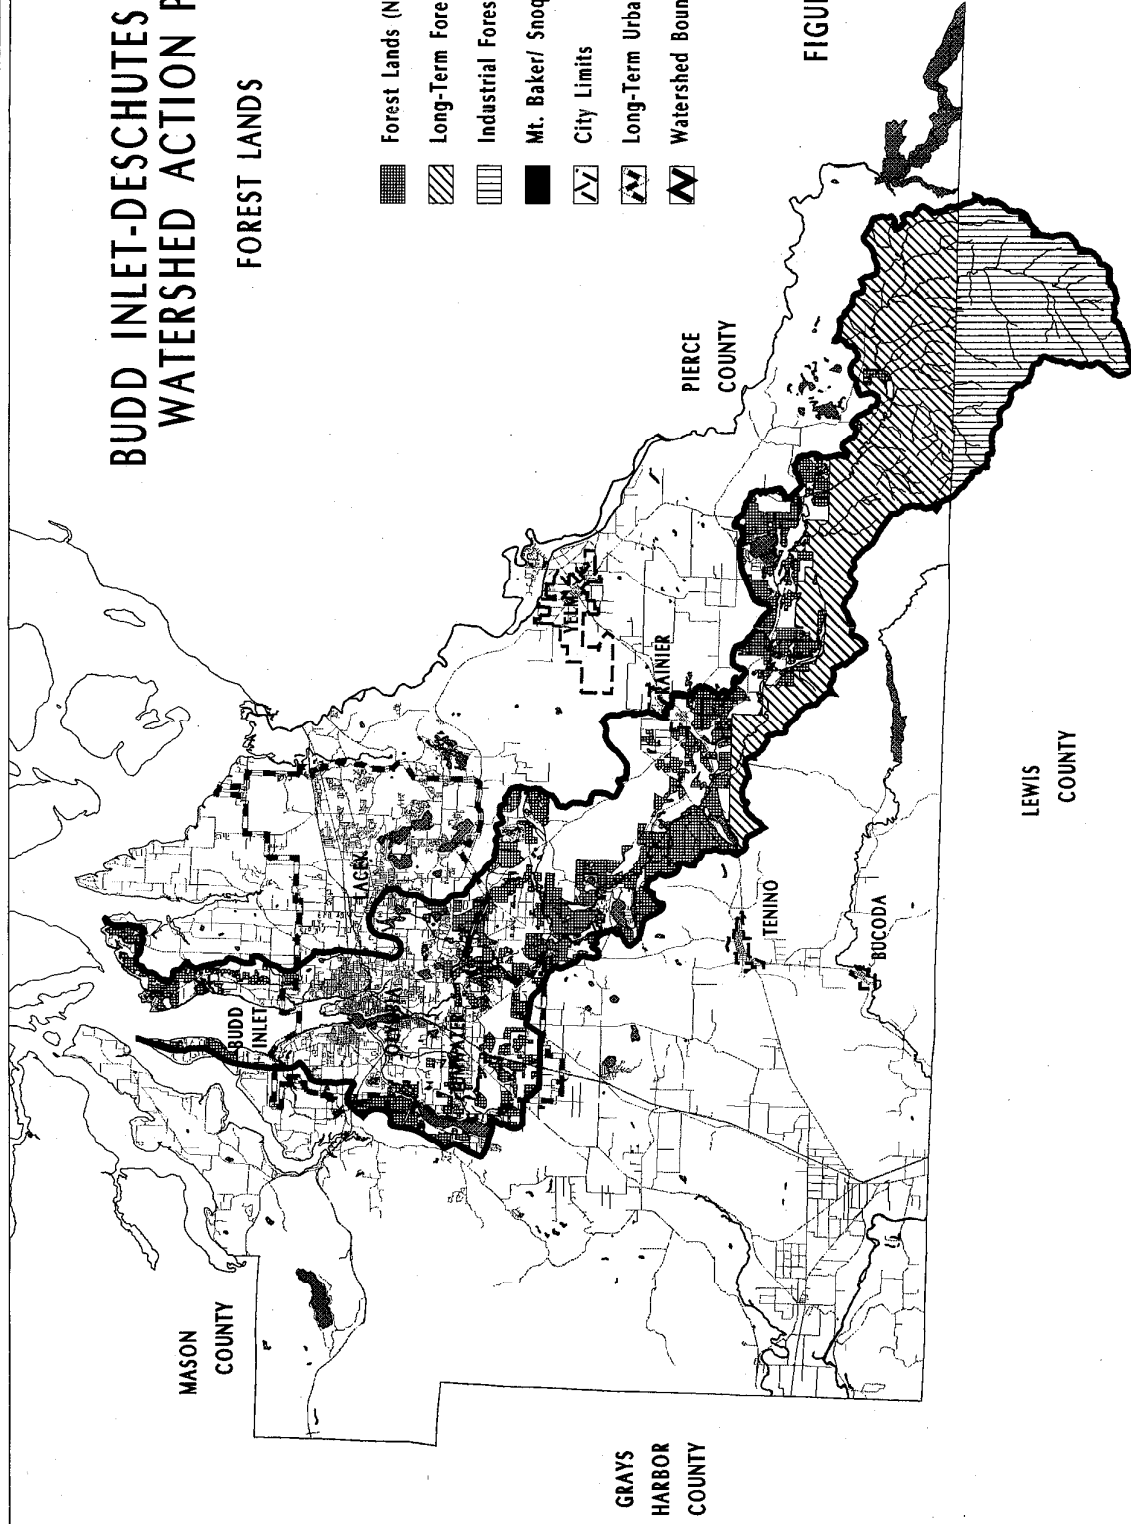 BUDD INLET-DESCHUTES
WATERSHED ACTION P
FOREST LANDS
Forest Lands (N
Long-Term Fore
Industrial Fores
Mt. Baker/ Snoq
City Limits
Long-Term Urba
Watershed Boun
FIGU
MASON
COUNTY
GRAYS
HARBOR
COUNTY
PIERCE
COUNTY
LEWIS
COUNTY
BUDD
INLET
OLYMPIA
LACEY
TUMWATER
YELM
RAINIER
TENINO
BUCODA